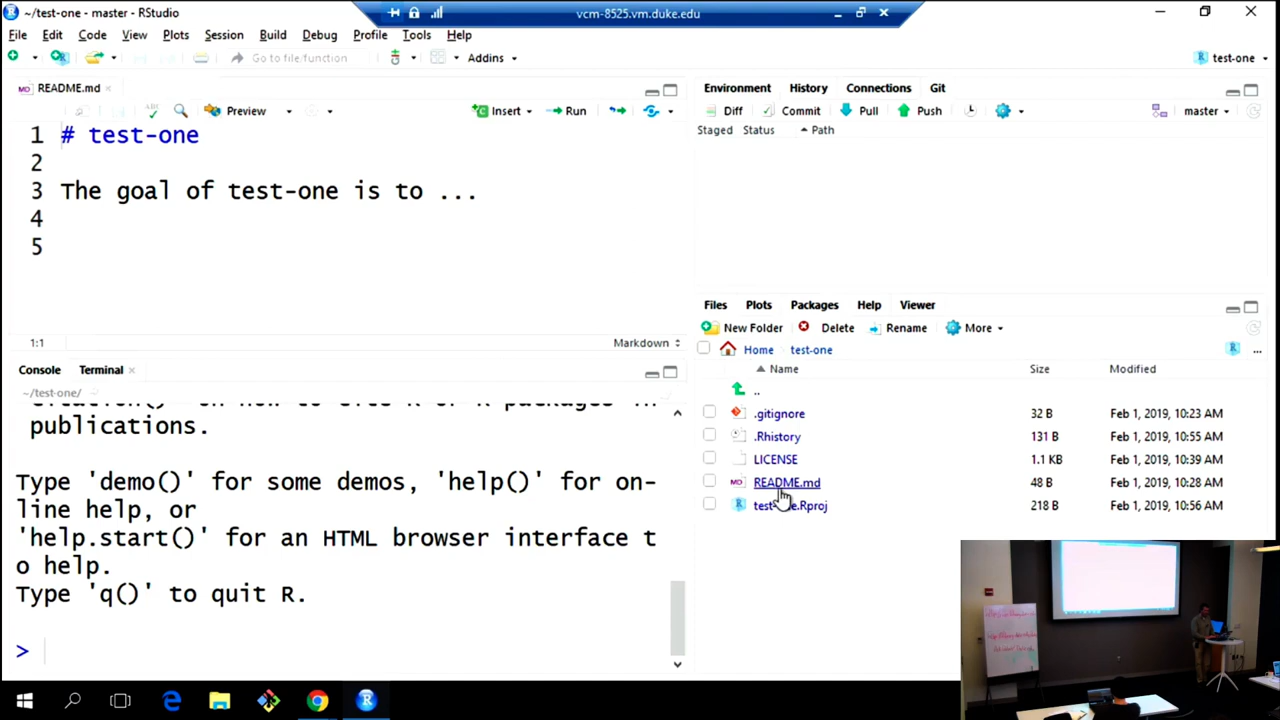 ~/test-one - master - RStudio
vcm-8525.vm.duke.edu
File Edit Code View Plots Session Build Debug Profile Tools Help
Go to file/function Addins test-one
README.md
Preview Insert Run
1 # test-one
2
3 The goal of test-one is to ...
4
5
1:1 Markdown
Environment History Connections Git
Diff Commit Pull Push master
Staged Status Path
Files Plots Packages Help Viewer
New Folder Delete Rename More
Home test-one ...
Name Size Modified
..
.gitignore 32 B Feb 1, 2019, 10:23 AM
.Rhistory 131 B Feb 1, 2019, 10:55 AM
LICENSE 1.1 KB Feb 1, 2019, 10:39 AM
README.md 48 B Feb 1, 2019, 10:28 AM
test-one.Rproj 218 B Feb 1, 2019, 10:56 AM
Console Terminal
~/test-one/
publications.
Type 'demo()' for some demos, 'help()' for on-
line help, or
'help.start()' for an HTML browser interface t
o help.
Type 'q()' to quit R.
>